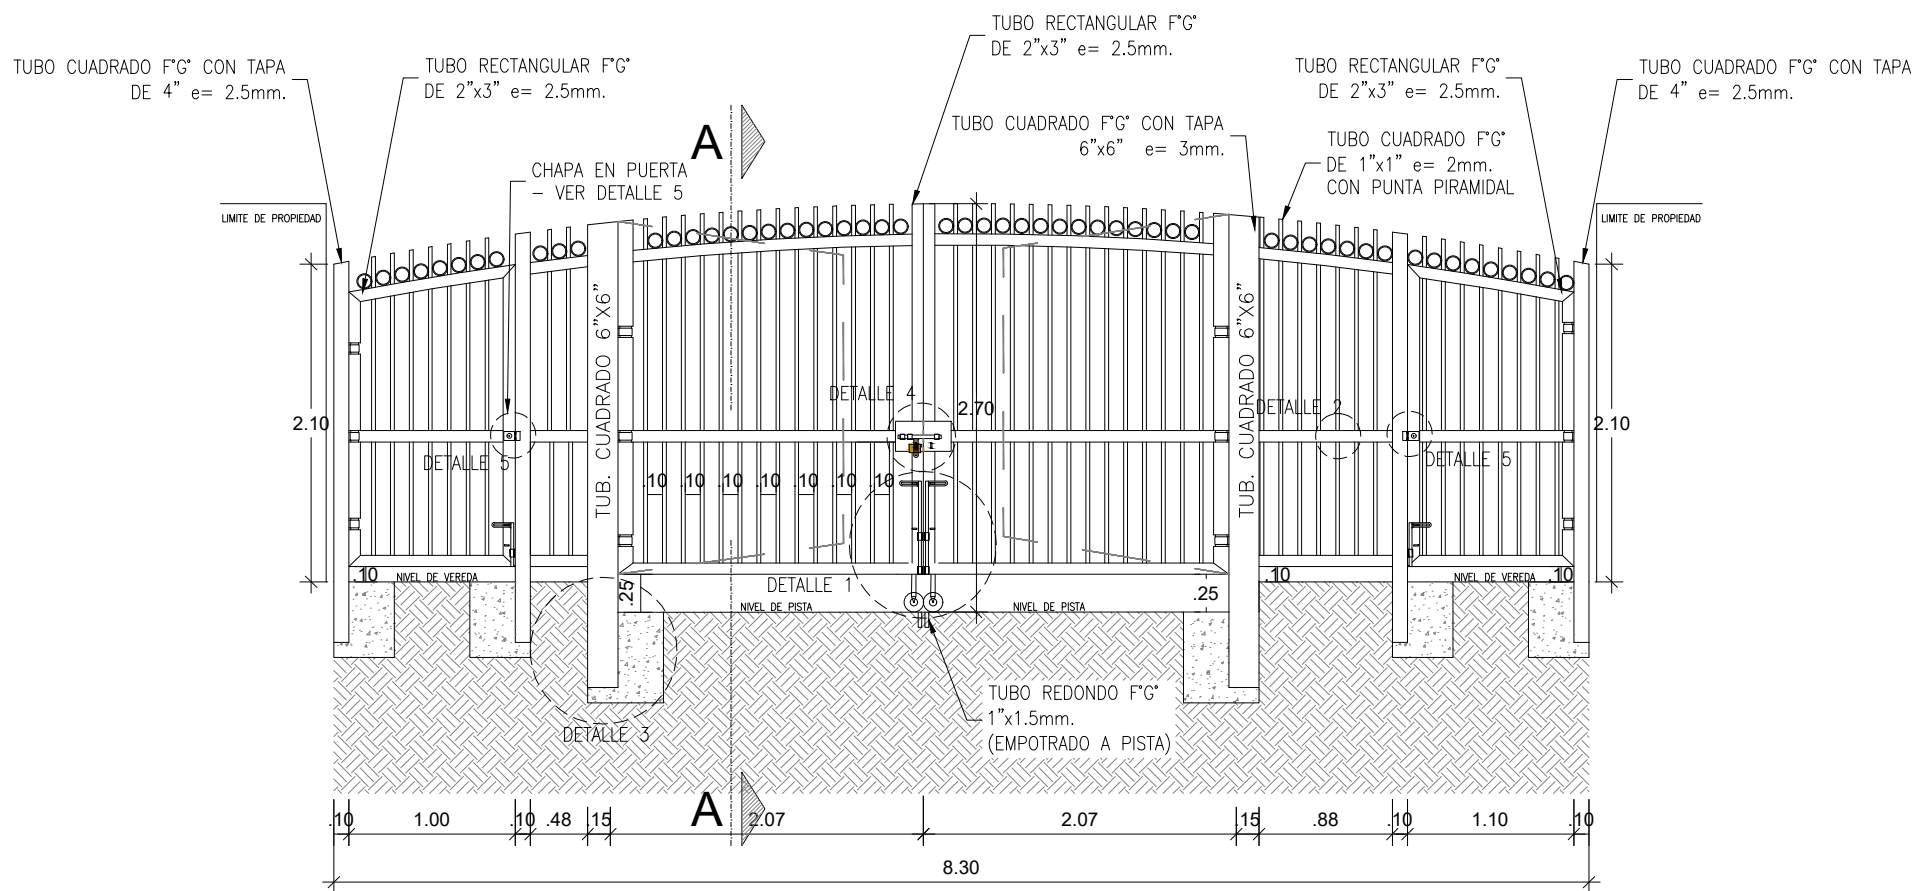 TUBO RECTANGULAR F°G°
DE 2"x3" e= 2.5mm.
TUBO CUADRADO F°G° CON TAPA
DE 4" e= 2.5mm.
TUBO RECTANGULAR F°G°
DE 2"x3" e= 2.5mm.
TUBO RECTANGULAR F°G°
DE 2"x3" e= 2.5mm.
TUBO CUADRADO F°G° CON TAPA
DE 4" e= 2.5mm.
A
TUBO CUADRADO F°G° CON TAPA
6"x6" e= 3mm.
TUBO CUADRADO F°G°
DE 1"x1" e= 2mm.
CON PUNTA PIRAMIDAL
CHAPA EN PUERTA
- VER DETALLE 5
LIMITE DE PROPIEDAD
LIMITE DE PROPIEDAD
TUB. CUADRADO 6"X6"
TUB. CUADRADO 6"X6"
DETALLE 4
2.70
DETALLE 2
2.10
2.10
DETALLE 5
DETALLE 5
.10 .10 .10 .10 .10 .10 .10
.10
NIVEL DE VEREDA
.25
DETALLE 1
NIVEL DE PISTA
NIVEL DE PISTA
.25
.10
NIVEL DE VEREDA
.10
TUBO REDONDO F°G°
1"x1.5mm.
(EMPOTRADO A PISTA)
DETALLE 3
A
.10 1.00 .10 .48 .15 2.07 2.07 .15 .88 .10 1.10 .10
8.30